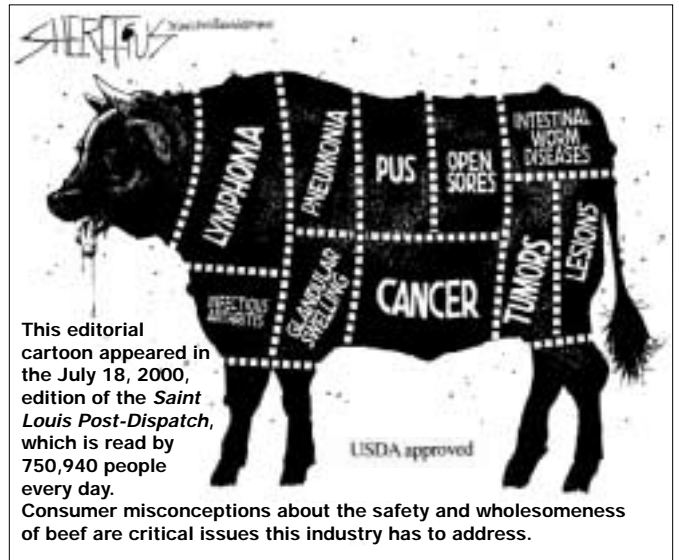 LYMPHOMA
PNEUMONIA
PUS
OPEN
SORES
INTESTINAL
WORM
DISEASES
INFECTIOUS
ARTHRITIS
GLANDULAR
SWELLING
CANCER
TUMORS
LESIONS
USDA approved
This editorial
cartoon appeared in
the July 18, 2000,
edition of the Saint
Louis Post-Dispatch,
which is read by
750,940 people
every day.
Consumer misconceptions about the safety and wholesomeness
of beef are critical issues this industry has to address.